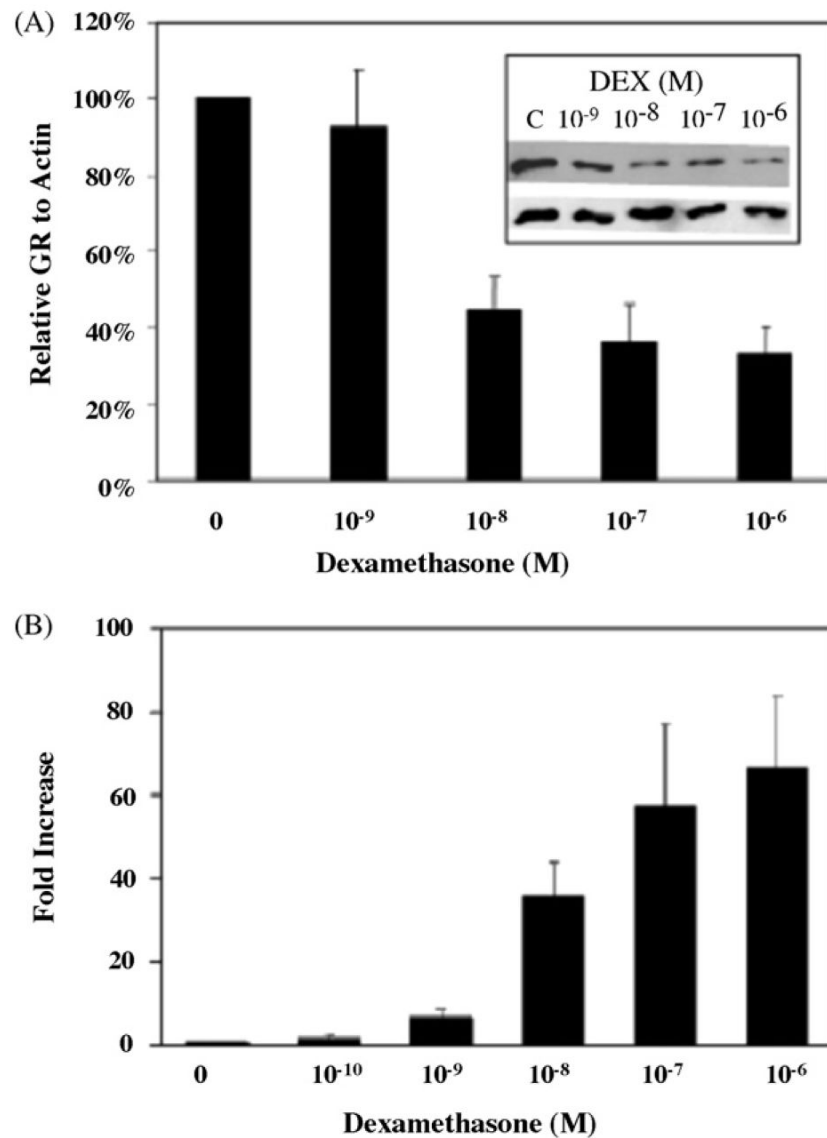 (A)
120%
100%
80%
60%
40%
20%
0%
Relative GR to Actin
DEX (M)
C 10⁻⁹ 10⁻⁸ 10⁻⁷ 10⁻⁶
0 10⁻⁹ 10⁻⁸ 10⁻⁷ 10⁻⁶
Dexamethasone (M)
(B)
100
80
60
40
20
0
Fold Increase
0 10⁻¹⁰ 10⁻⁹ 10⁻⁸ 10⁻⁷ 10⁻⁶
Dexamethasone (M)